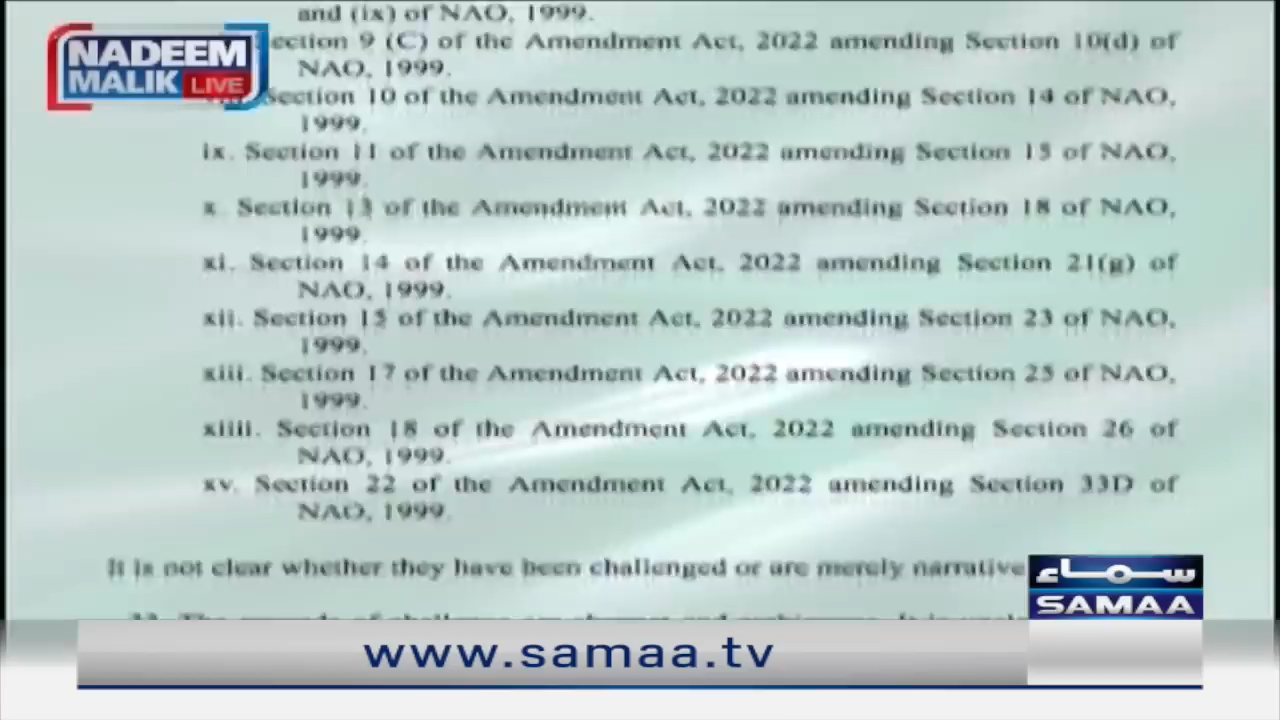 and (ix) of NAO, 1999.
NADEEM
MALIK LIVE
ection 9 (C) of the Amendment Act, 2022 amending Section 10(d) of
NAO, 1999.
Section 10 of the Amendment Act, 2022 amending Section 14 of NAO,
1999.
ix. Section 11 of the Amendment Act, 2022 amending Section 15 of NAO,
1999.
x. Section 13 of the Amendment Act, 2022 amending Section 18 of NAO,
1999.
xi. Section 14 of the Amendment Act, 2022 amending Section 21(g) of
NAO, 1999.
xii. Section 15 of the Amendment Act, 2022 amending Section 23 of NAO,
1999.
xiii. Section 17 of the Amendment Act, 2022 amending Section 25 of NAO,
1999.
xiiii. Section 18 of the Amendment Act, 2022 amending Section 26 of
NAO, 1999.
xv. Section 22 of the Amendment Act, 2022 amending Section 33D of
NAO, 1999.
It is not clear whether they have been challenged or are merely narrative
سماء
SAMAA
www.samaa.tv